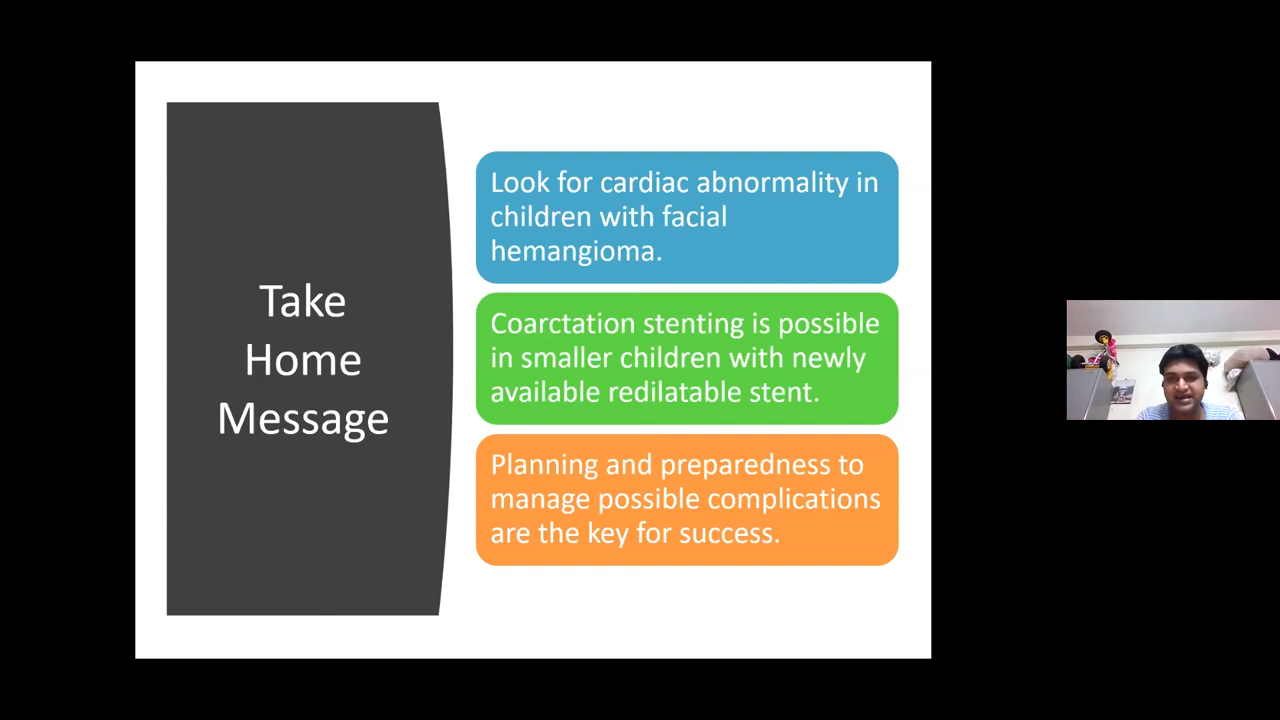 Take
Home
Message
Look for cardiac abnormality in
children with facial
hemangioma.
Coarctation stenting is possible
in smaller children with newly
available redilatable stent.
Planning and preparedness to
manage possible complications
are the key for success.